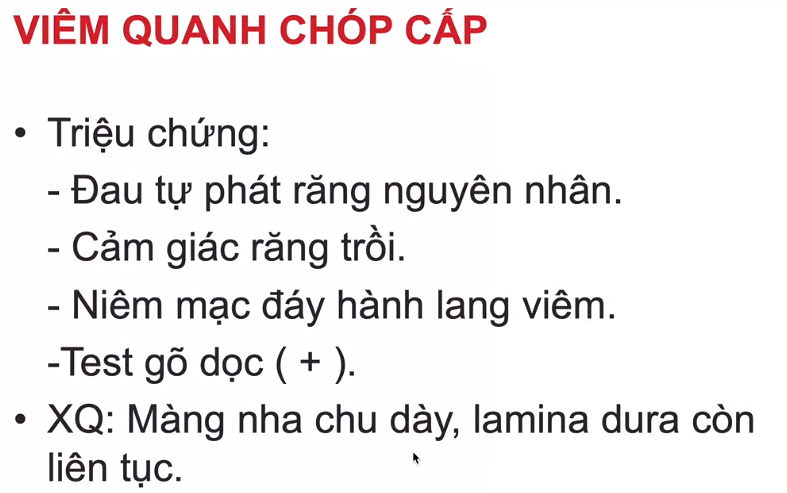 VIÊM QUANH CHÓP CẤP
• Triệu chứng:
- Đau tự phát răng nguyên nhân.
- Cảm giác răng trồi.
- Niêm mạc đáy hành lang viêm.
-Test gõ dọc ( + ).
• XQ: Màng nha chu dày, lamina dura còn
liên tục.